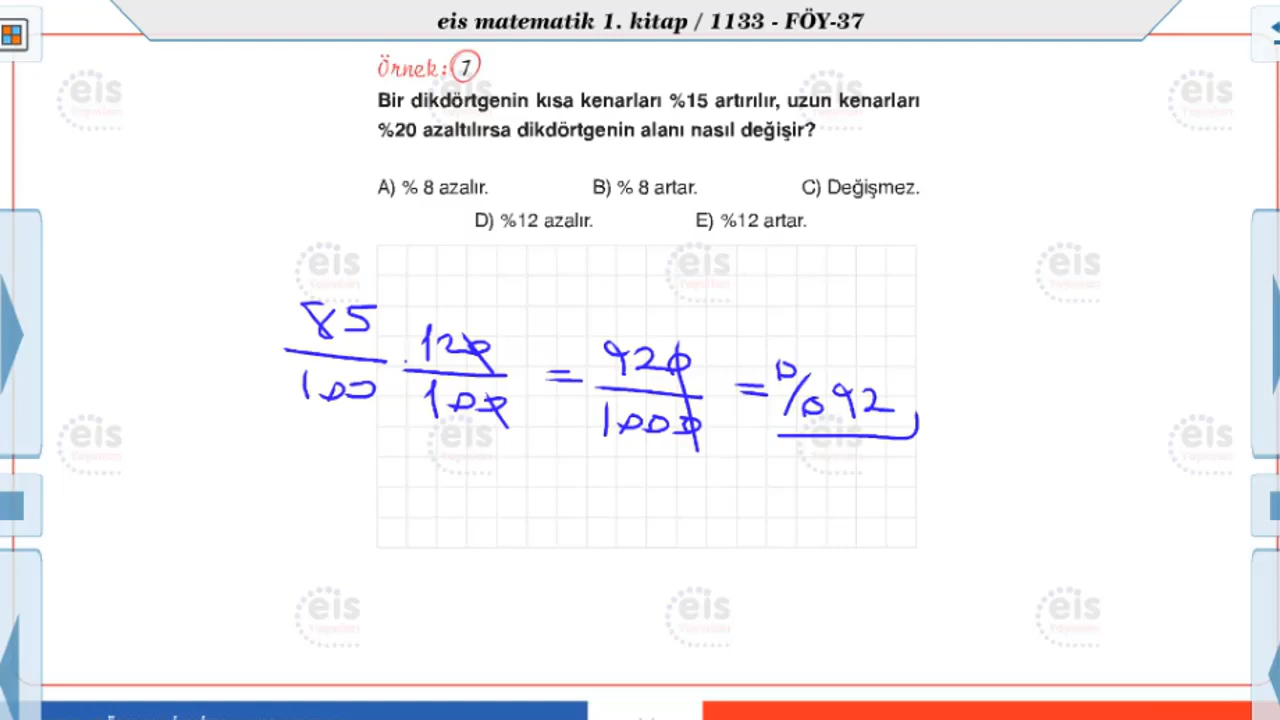 eis matematik 1. kitap / 1133 - FÖY-37
Örnek: 7
Bir dikdörtgenin kısa kenarları %15 artırılır, uzun kenarları
%20 azaltılırsa dikdörtgenin alanı nasıl değişir?
A) % 8 azalır. B) % 8 artar. C) Değişmez.
D) %12 azalır. E) %12 artar.
85/100 . 120/100 = 920/1000 = %92
eis Yayınları